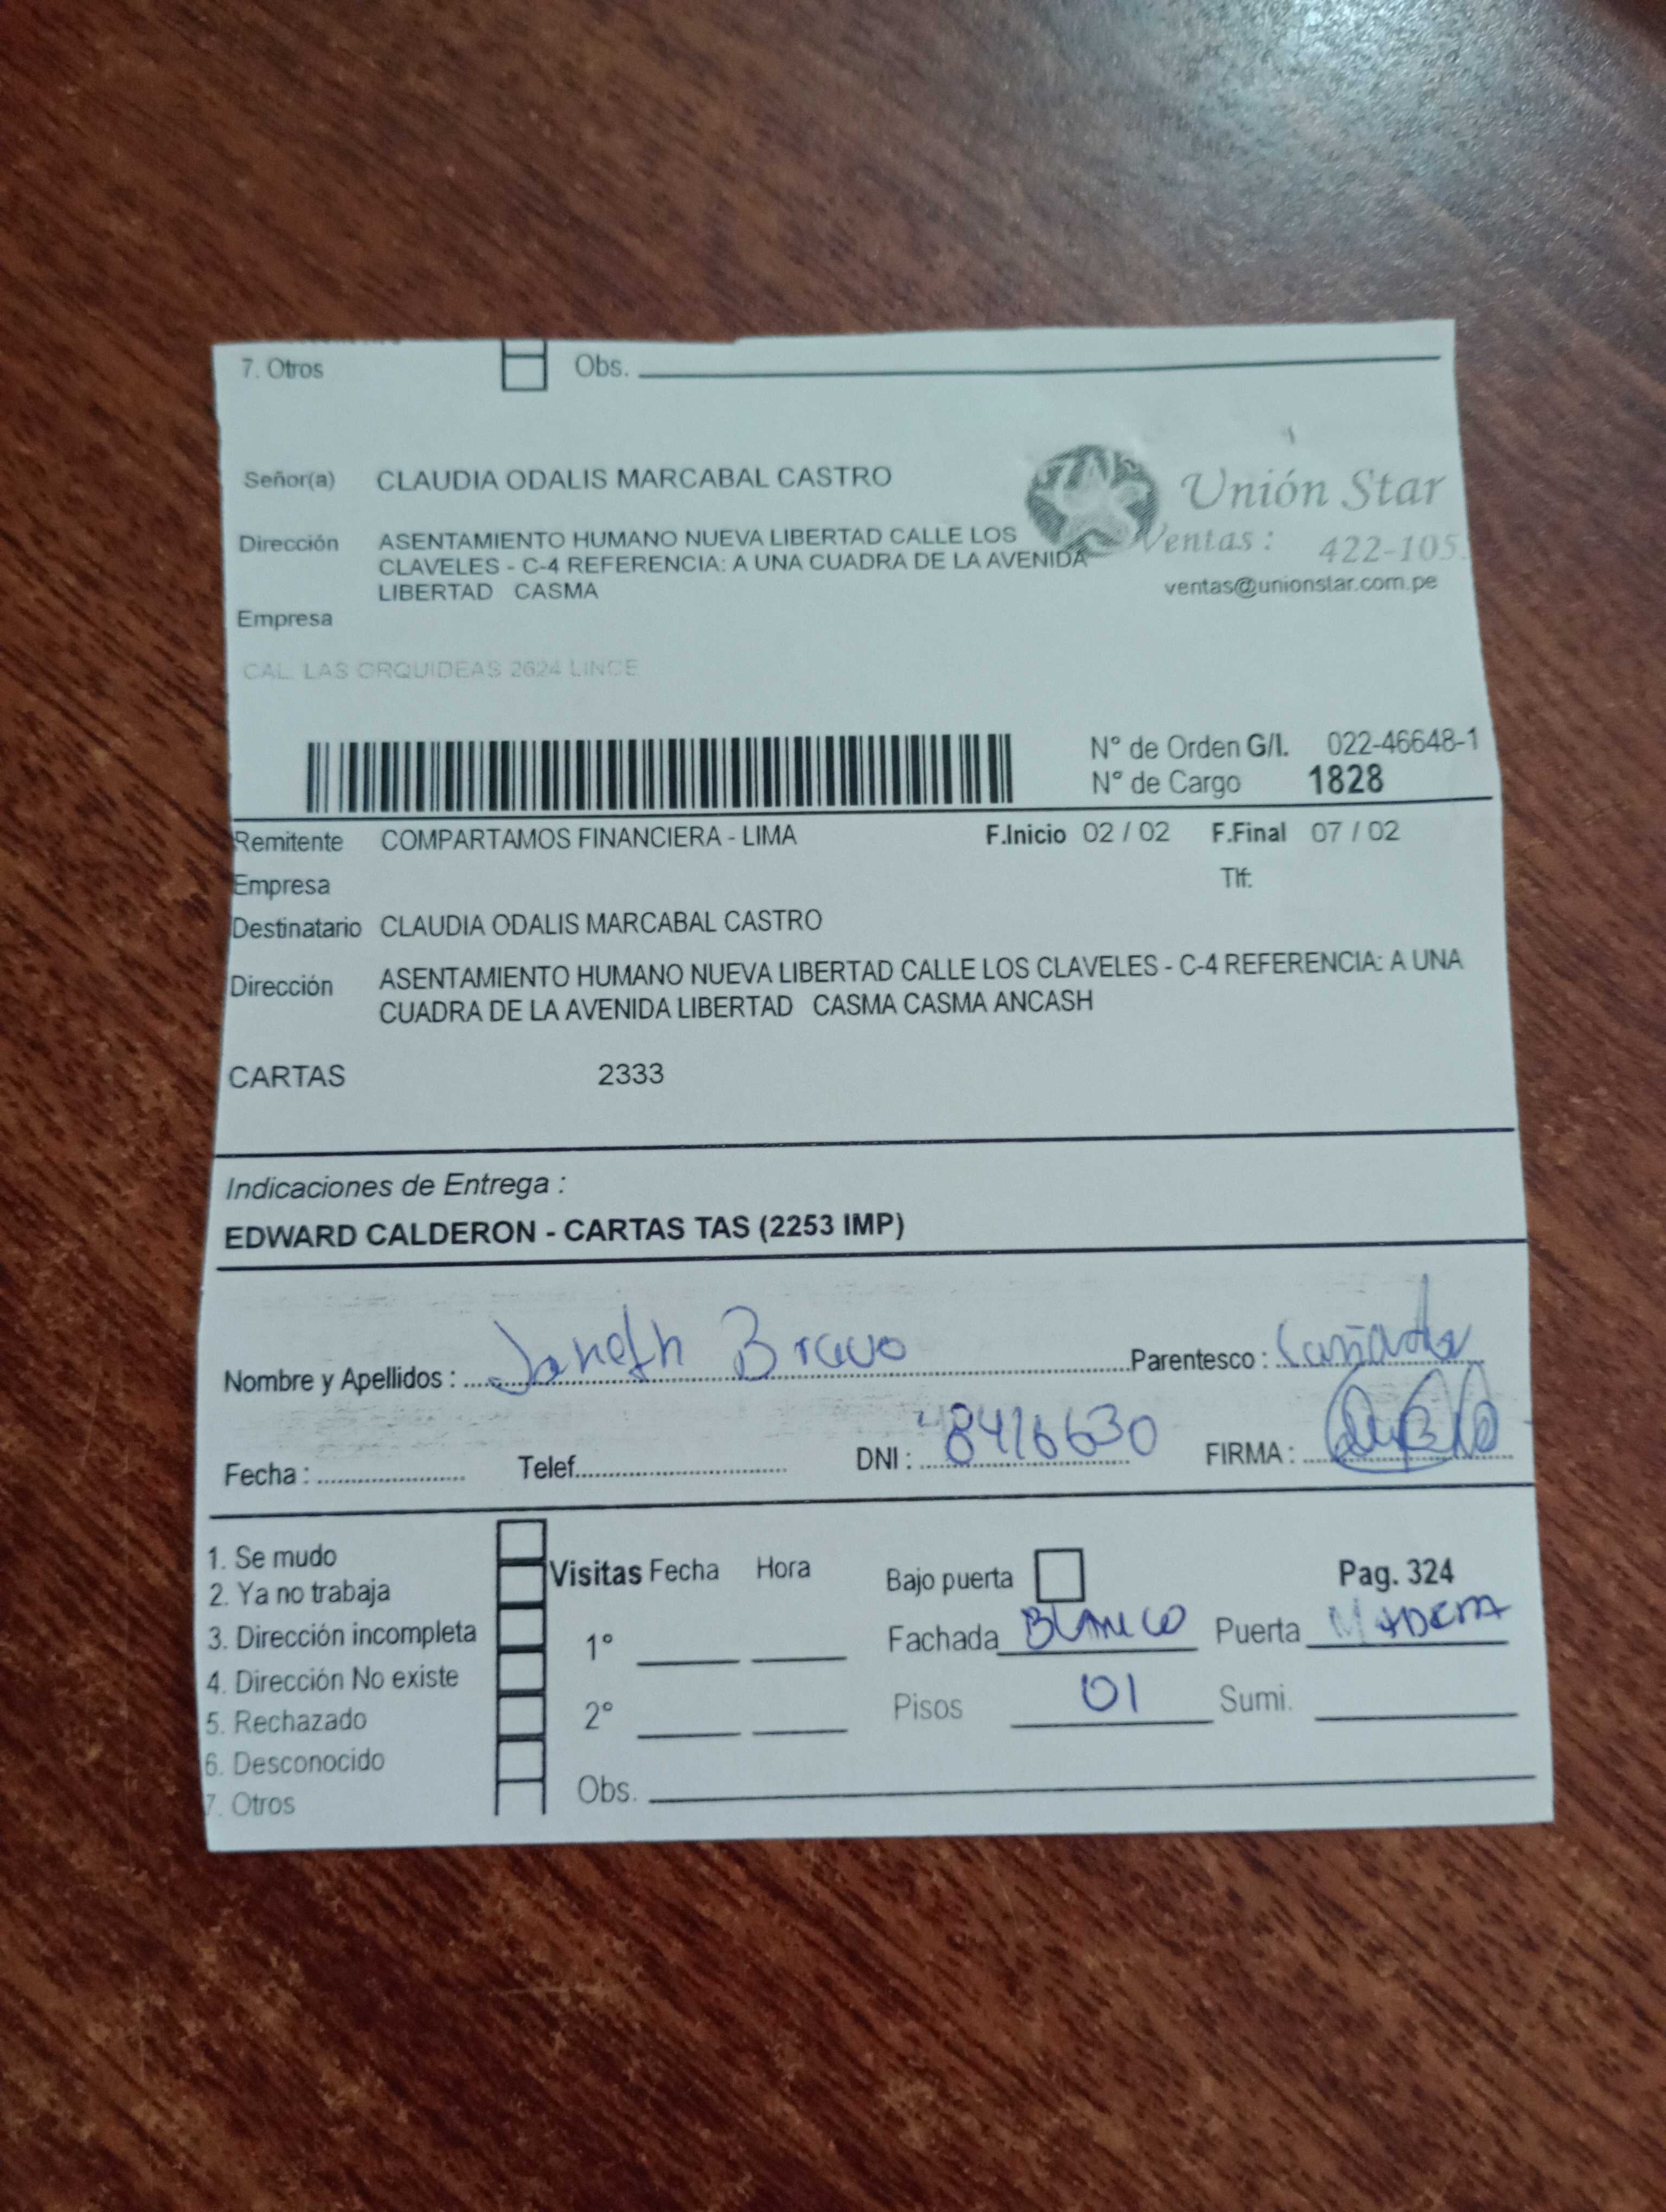 7. Otros Obs.
Señor(a) CLAUDIA ODALIS MARCABAL CASTRO
Unión Star
Dirección ASENTAMIENTO HUMANO NUEVA LIBERTAD CALLE LOS
CLAVELES - C-4 REFERENCIA: A UNA CUADRA DE LA AVENIDA
LIBERTAD CASMA
Ventas : 422-105
ventas@unionstar.com.pe
Empresa
CAL. LAS ORQUIDEAS 2624 LINCE
N° de Orden G/I. 022-46648-1
N° de Cargo 1828
Remitente COMPARTAMOS FINANCIERA - LIMA F.Inicio 02 / 02 F.Final 07 / 02
Empresa Tlf:
Destinatario CLAUDIA ODALIS MARCABAL CASTRO
Dirección ASENTAMIENTO HUMANO NUEVA LIBERTAD CALLE LOS CLAVELES - C-4 REFERENCIA: A UNA
CUADRA DE LA AVENIDA LIBERTAD CASMA CASMA ANCASH
CARTAS 2333
Indicaciones de Entrega :
EDWARD CALDERON - CARTAS TAS (2253 IMP)
Nombre y Apellidos : Janeth Bravo Parentesco :
Fecha : Telef. DNI : 48416630 FIRMA :
1. Se mudo
2. Ya no trabaja
3. Dirección incompleta
4. Dirección No existe
5. Rechazado
6. Desconocido
7. Otros
Visitas Fecha Hora
1°
2°
Obs.
Bajo puerta Pag. 324
Fachada BLANCO Puerta MADERA
Pisos 01 Sumi.